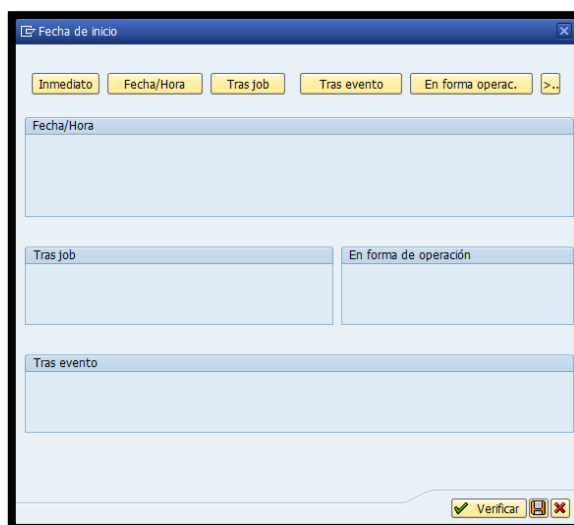 Fecha de inicio
Inmediato Fecha/Hora Tras job Tras evento En forma operac. >..
Fecha/Hora
Tras job En forma de operación
Tras evento
Verificar